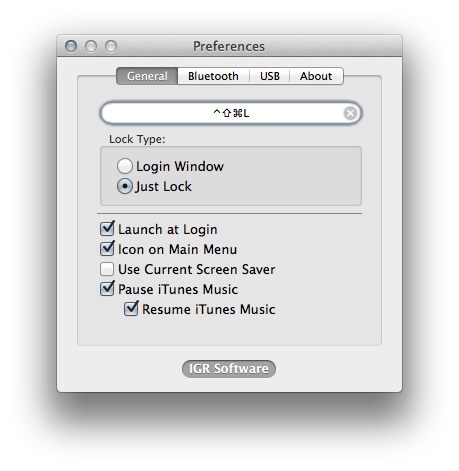 Preferences
General Bluetooth USB About
^⇧⌘L
Lock Type:
Login Window
Just Lock
Launch at Login
Icon on Main Menu
Use Current Screen Saver
Pause iTunes Music
Resume iTunes Music
IGR Software